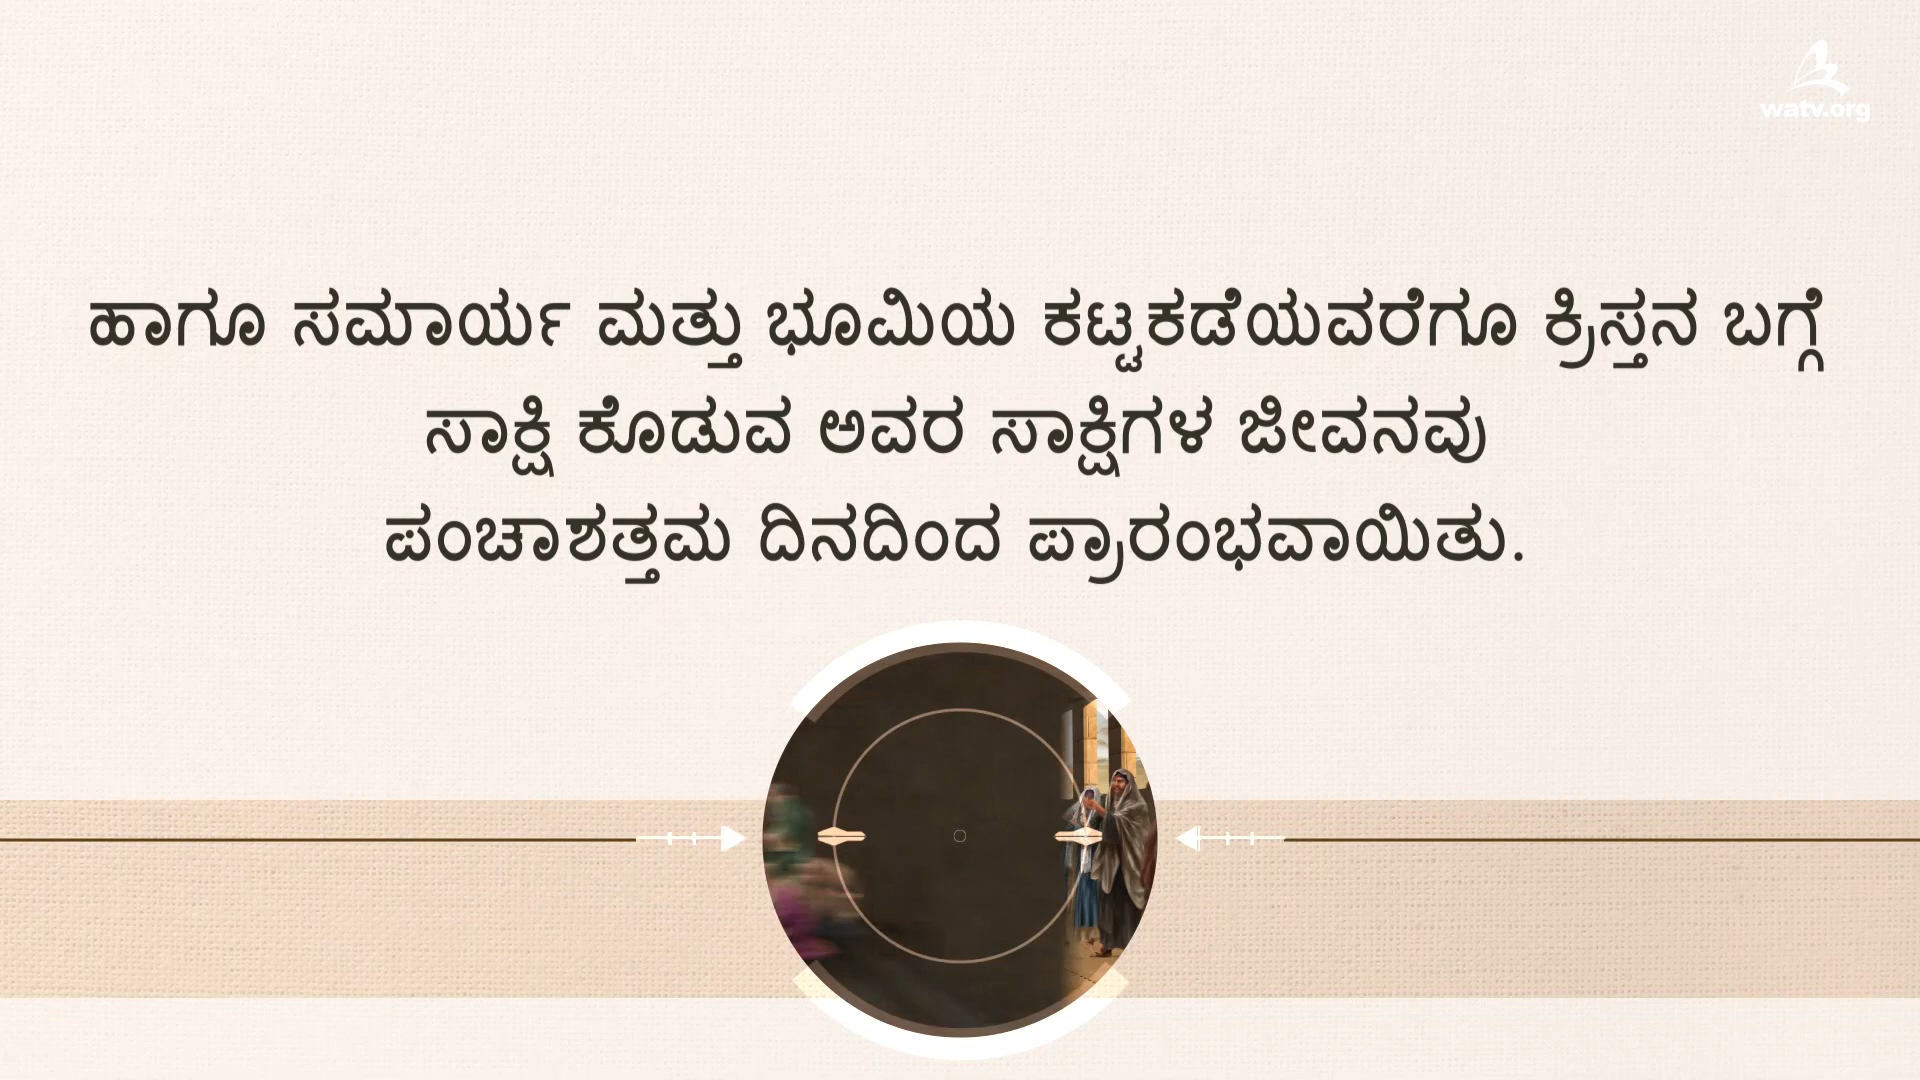 watv.org
ಹಾಗೂ ಸಮಾರ್ಯ ಮತ್ತು ಭೂಮಿಯ ಕಟ್ಟಕಡೆಯವರೆಗೂ ಕ್ರಿಸ್ತನ ಬಗ್ಗೆ
ಸಾಕ್ಷಿ ಕೊಡುವ ಅವರ ಸಾಕ್ಷಿಗಳ ಜೀವನವು
ಪಂಚಾಶತ್ತಮ ದಿನದಿಂದ ಪ್ರಾರಂಭವಾಯಿತು.